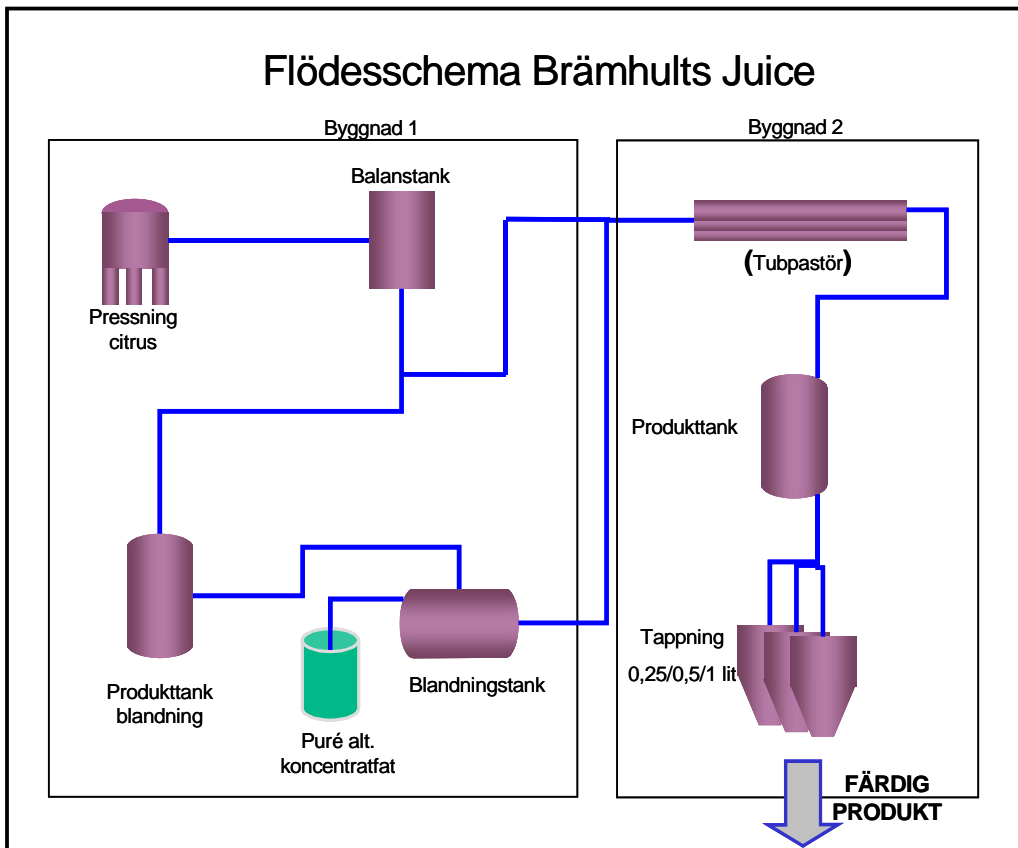 Flödesschema Brämhults Juice
Byggnad 1
Byggnad 2
Balanstank
Pressning
citrus
(Tubpastör)
Produkttank
Produkttank
blandning
Puré alt.
koncentratfat
Blandningstank
Tappning
0,25/0,5/1 lit
FÄRDIG
PRODUKT